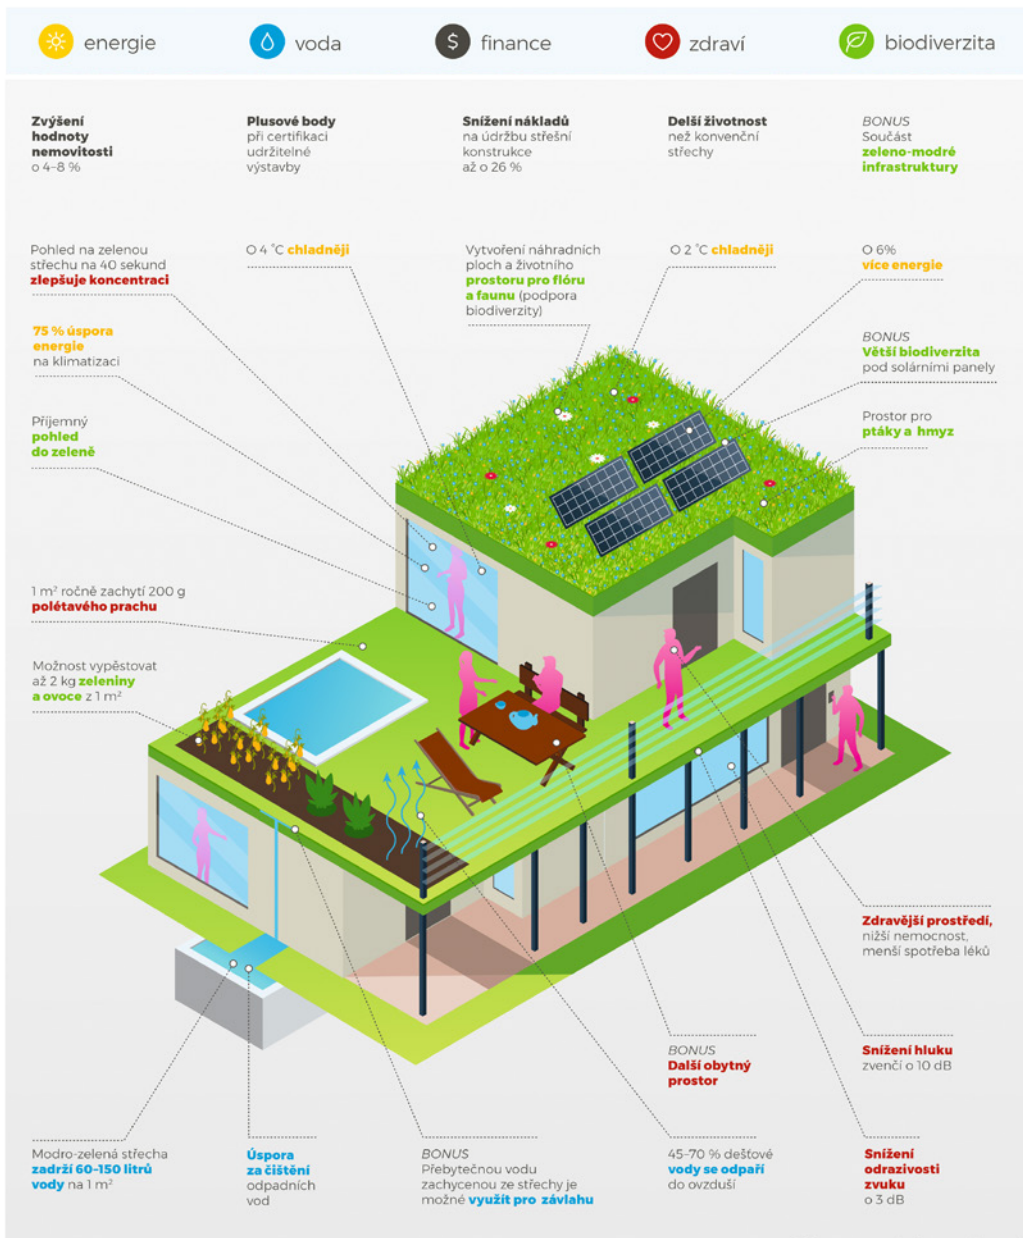 energie
voda
$ finance
zdraví
biodiverzita
Zvýšení
hodnoty
nemovitosti
o 4–8 %
Plusové body
při certifikaci
udržitelné
výstavby
Snížení nákladů
na údržbu střešní
konstrukce
až o 26 %
Delší životnost
než konvenční
střechy
BONUS
Součást
zeleno-modré
infrastruktury
Pohled na zelenou
střechu na 40 sekund
zlepšuje koncentraci
O 4 °C chladněji
Vytvoření náhradních
ploch a životního
prostoru pro flóru
a faunu (podpora
biodiverzity)
O 2 °C chladněji
O 6%
více energie
75 % úspora
energie
na klimatizaci
BONUS
Větší biodiverzita
pod solárními panely
Příjemný
pohled
do zeleně
Prostor pro
ptáky a hmyz
1 m² ročně zachytí 200 g
polétavého prachu
Možnost vypěstovat
až 2 kg zeleniny
a ovoce z 1 m²
Zdravější prostředí,
nižší nemocnost,
menší spotřeba léků
BONUS
Další obytný
prostor
Snížení hluku
zvenčí o 10 dB
Modro-zelená střecha
zadrží 60–150 litrů
vody na 1 m²
Úspora
za čištění
odpadních
vod
BONUS
Přebytečnou vodu
zachycenou ze střechy je
možné využít pro závlahu
45-70 % dešťové
vody se odpaří
do ovzduší
Snížení
odrazivosti
zvuku
o 3 dB